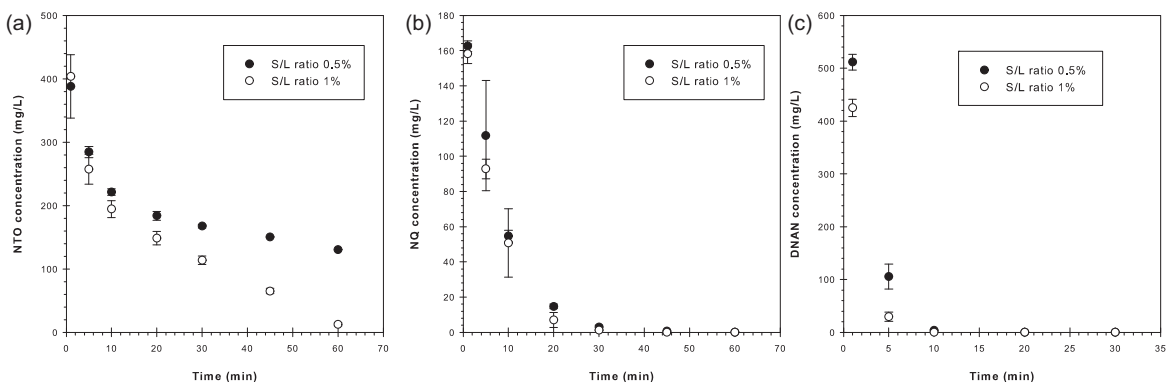 (a)
NTO concentration (mg/L)
500
400
300
200
100
0
S/L ratio 0.5%
S/L ratio 1%
0 10 20 30 40 50 60 70
Time (min)
(b)
NQ concentration (mg/L)
180
160
140
120
100
80
60
40
20
0
S/L ratio 0.5%
S/L ratio 1%
0 10 20 30 40 50 60 70
Time (min)
(c)
DNAN concentration (mg/L)
600
500
400
300
200
100
0
S/L ratio 0.5%
S/L ratio 1%
0 5 10 15 20 25 30 35
Time (min)